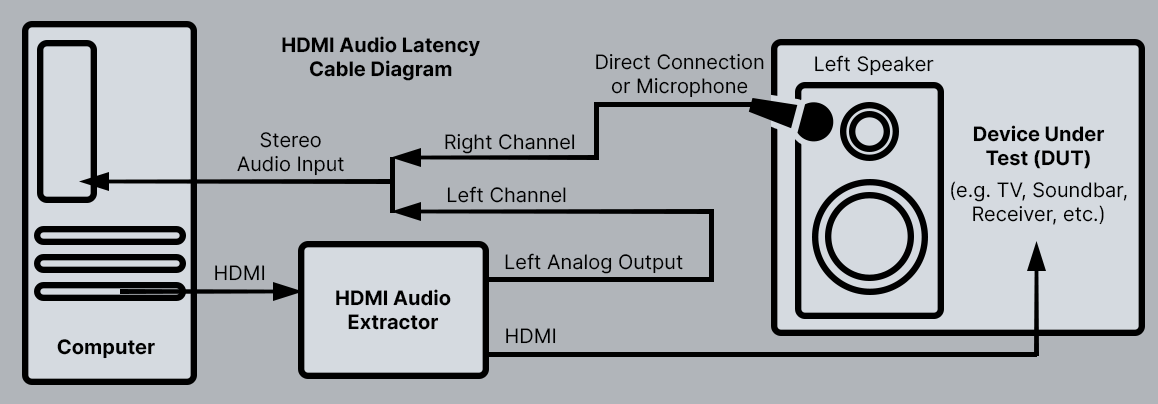 HDMI Audio Latency
Cable Diagram
Direct Connection
or Microphone
Left Speaker
Stereo
Audio Input
Right Channel
Left Channel
Device Under
Test (DUT)
(e.g. TV, Soundbar,
Receiver, etc.)
HDMI
Left Analog Output
HDMI Audio
Extractor
HDMI
Computer